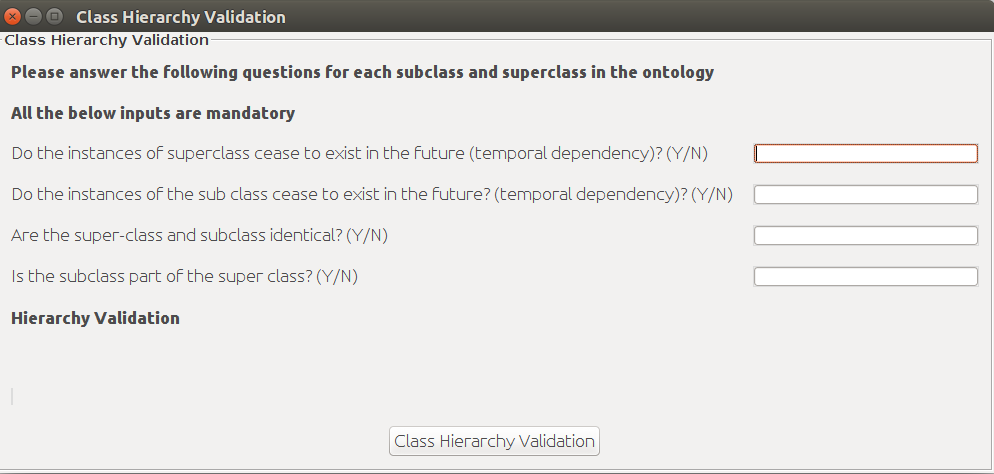 Class Hierarchy Validation
Class Hierarchy Validation
Please answer the following questions for each subclass and superclass in the ontology
All the below inputs are mandatory
Do the instances of superclass cease to exist in the future (temporal dependency)? (Y/N)
Do the instances of the sub class cease to exist in the future? (temporal dependency)? (Y/N)
Are the super-class and subclass identical? (Y/N)
Is the subclass part of the super class? (Y/N)
Hierarchy Validation
Class Hierarchy Validation